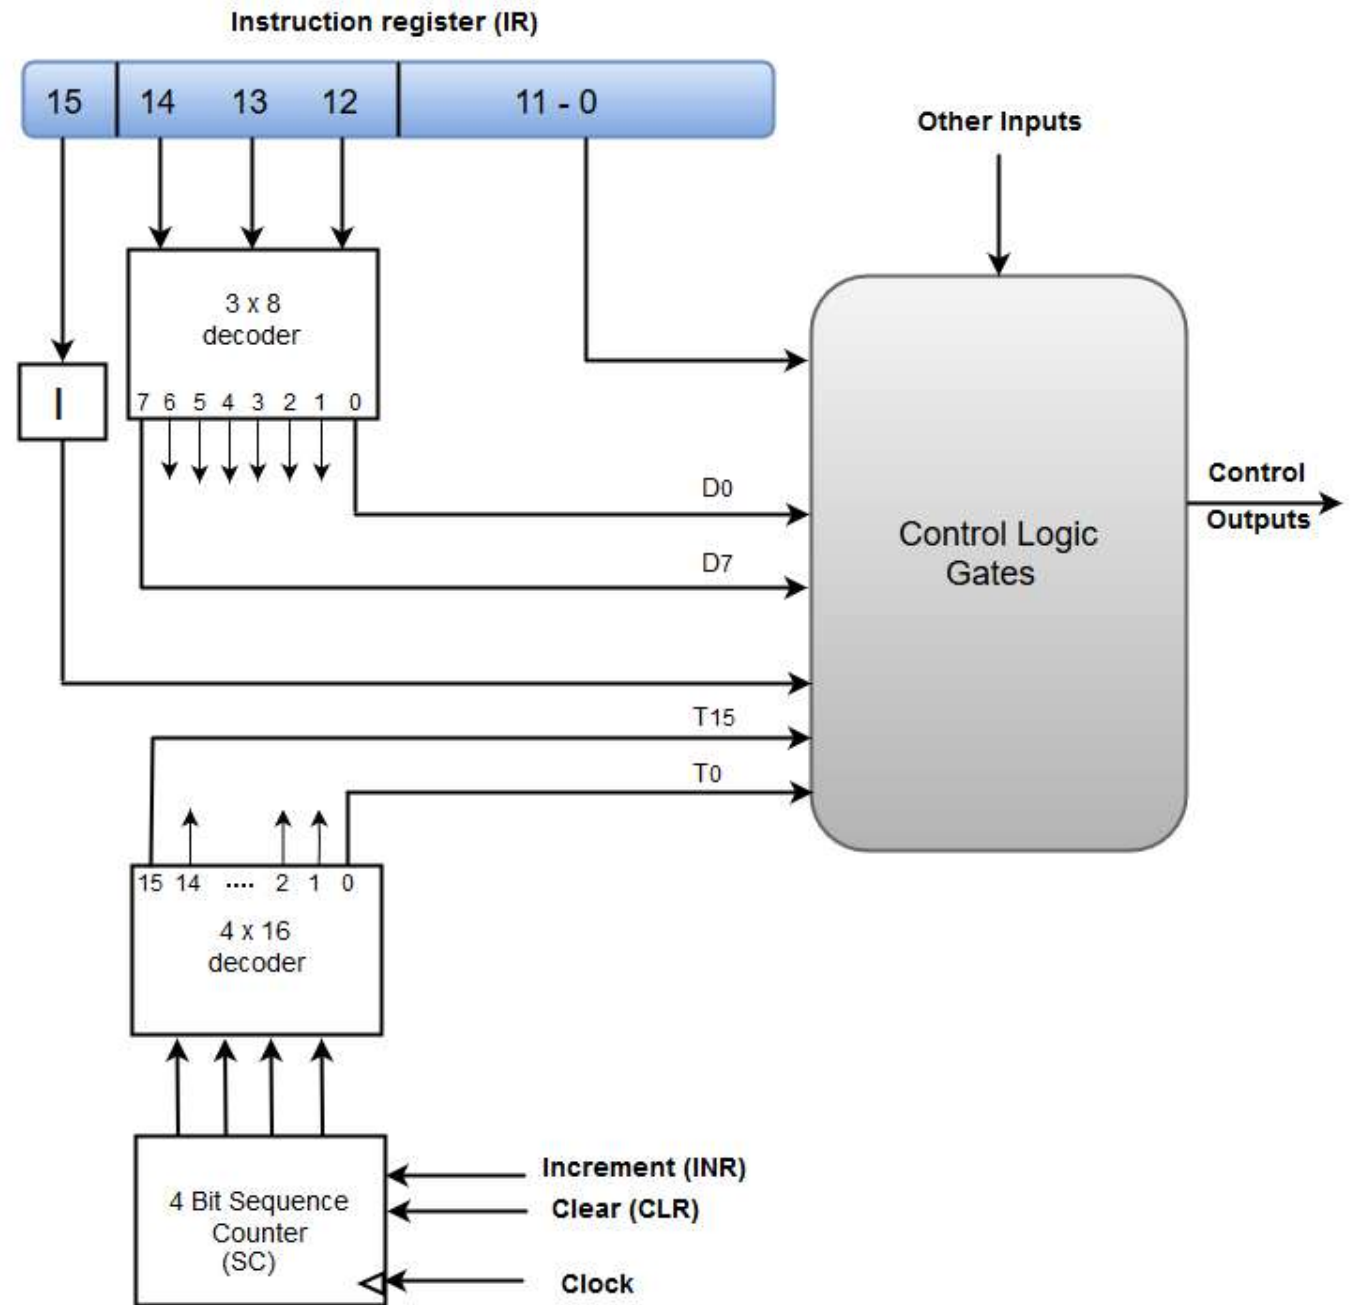 Instruction register (IR)
15 14 13 12 11 - 0
Other Inputs
3 x 8
decoder
I
7 6 5 4 3 2 1 0
D0
Control
Outputs
Control Logic
Gates
D7
T15
T0
15 14 .... 2 1 0
4 x 16
decoder
Increment (INR)
4 Bit Sequence
Counter
(SC)
Clear (CLR)
Clock